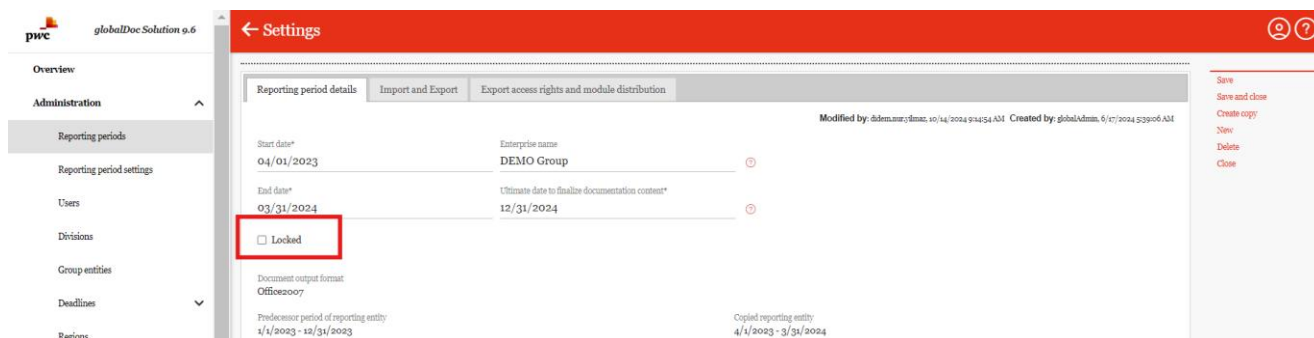 pwc
globalDoc Solution 9.6
← Settings
Overview
Administration
Reporting periods
Reporting period settings
Users
Divisions
Group entities
Deadlines
Regions
Reporting period details
Import and Export
Export access rights and module distribution
Modified by: didem.nur.yilmaz, 10/14/2024 9:14:54 AM Created by: globalAdmin, 6/17/2024 5:39:06 AM
Start date*
Enterprise name
04/01/2023
DEMO Group
End date*
Ultimate date to finalize documentation content*
03/31/2024
12/31/2024
Locked
Document output format
Office2007
Predecessor period of reporting entity
Copied reporting entity
1/1/2023 - 12/31/2023
4/1/2023 - 3/31/2024
Save
Save and close
Create copy
New
Delete
Close